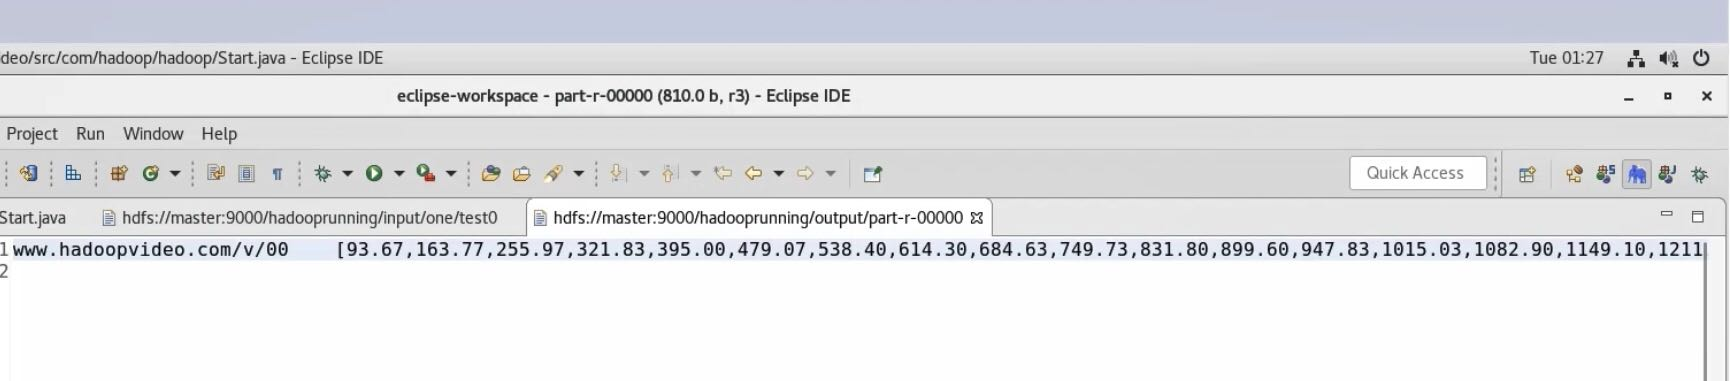 deo/src/com/hadoop/hadoop/Start.java - Eclipse IDE Tue 01:27
eclipse-workspace - part-r-00000 (810.0 b, r3) - Eclipse IDE
Project Run Window Help
Quick Access
Start.java hdfs://master:9000/hadooprunning/input/one/test0 hdfs://master:9000/hadooprunning/output/part-r-00000
1 www.hadoopvideo.com/v/00 [93.67,163.77,255.97,321.83,395.00,479.07,538.40,614.30,684.63,749.73,831.80,899.60,947.83,1015.03,1082.90,1149.10,1211
2